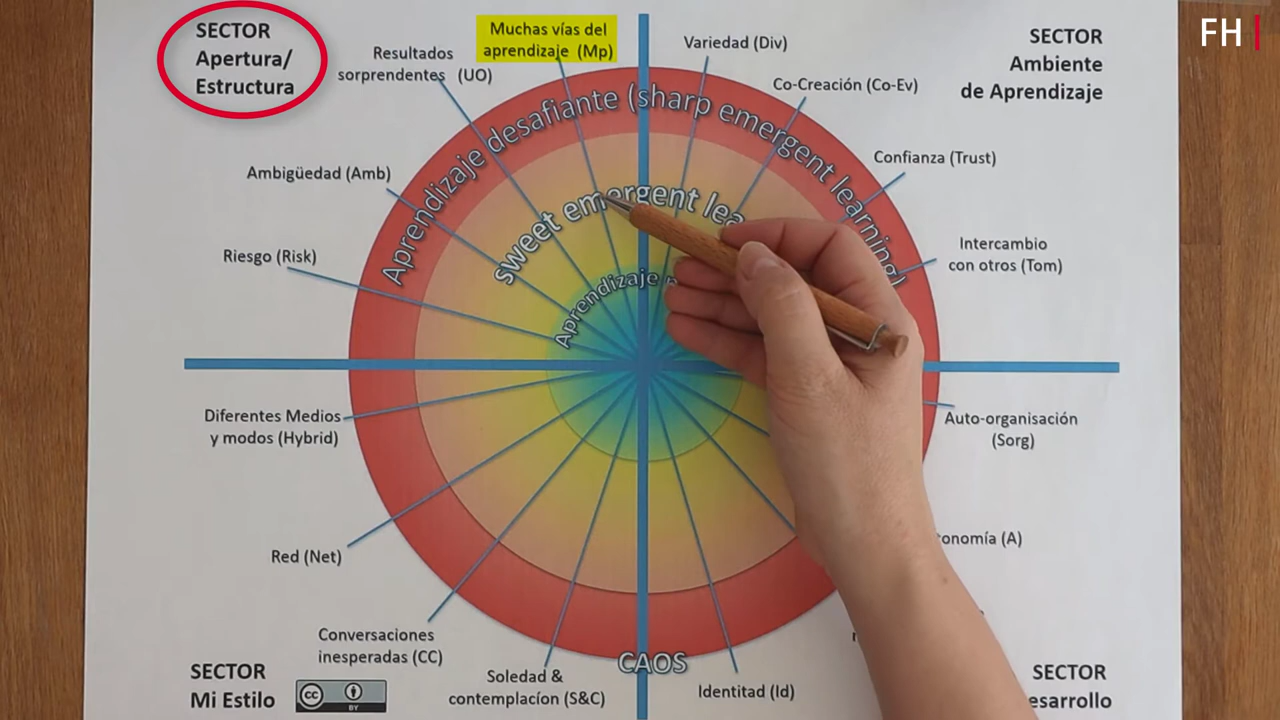 SECTOR
Apertura/
Estructura
Resultados
sorprendentes (UO)
Muchas vías del
aprendizaje (Mp)
Variedad (Div)
Co-Creación (Co-Ev)
SECTOR
Ambiente
de Aprendizaje
FH
Ambigüedad (Amb)
Confianza (Trust)
Riesgo (Risk)
Intercambio
con otros (Tom)
Aprendizaje desafiante (sharp emergent learning)
sweet emergent
Aprendizaje
Diferentes Medios
y modos (Hybrid)
Auto-organisación
(Sorg)
Red (Net)
(A)
Conversaciones
inesperadas (CC)
Soledad &
contemplacíon (S&C)
CAOS
Identitad (Id)
SECTOR
Mi Estilo
CC
BY
SECTOR